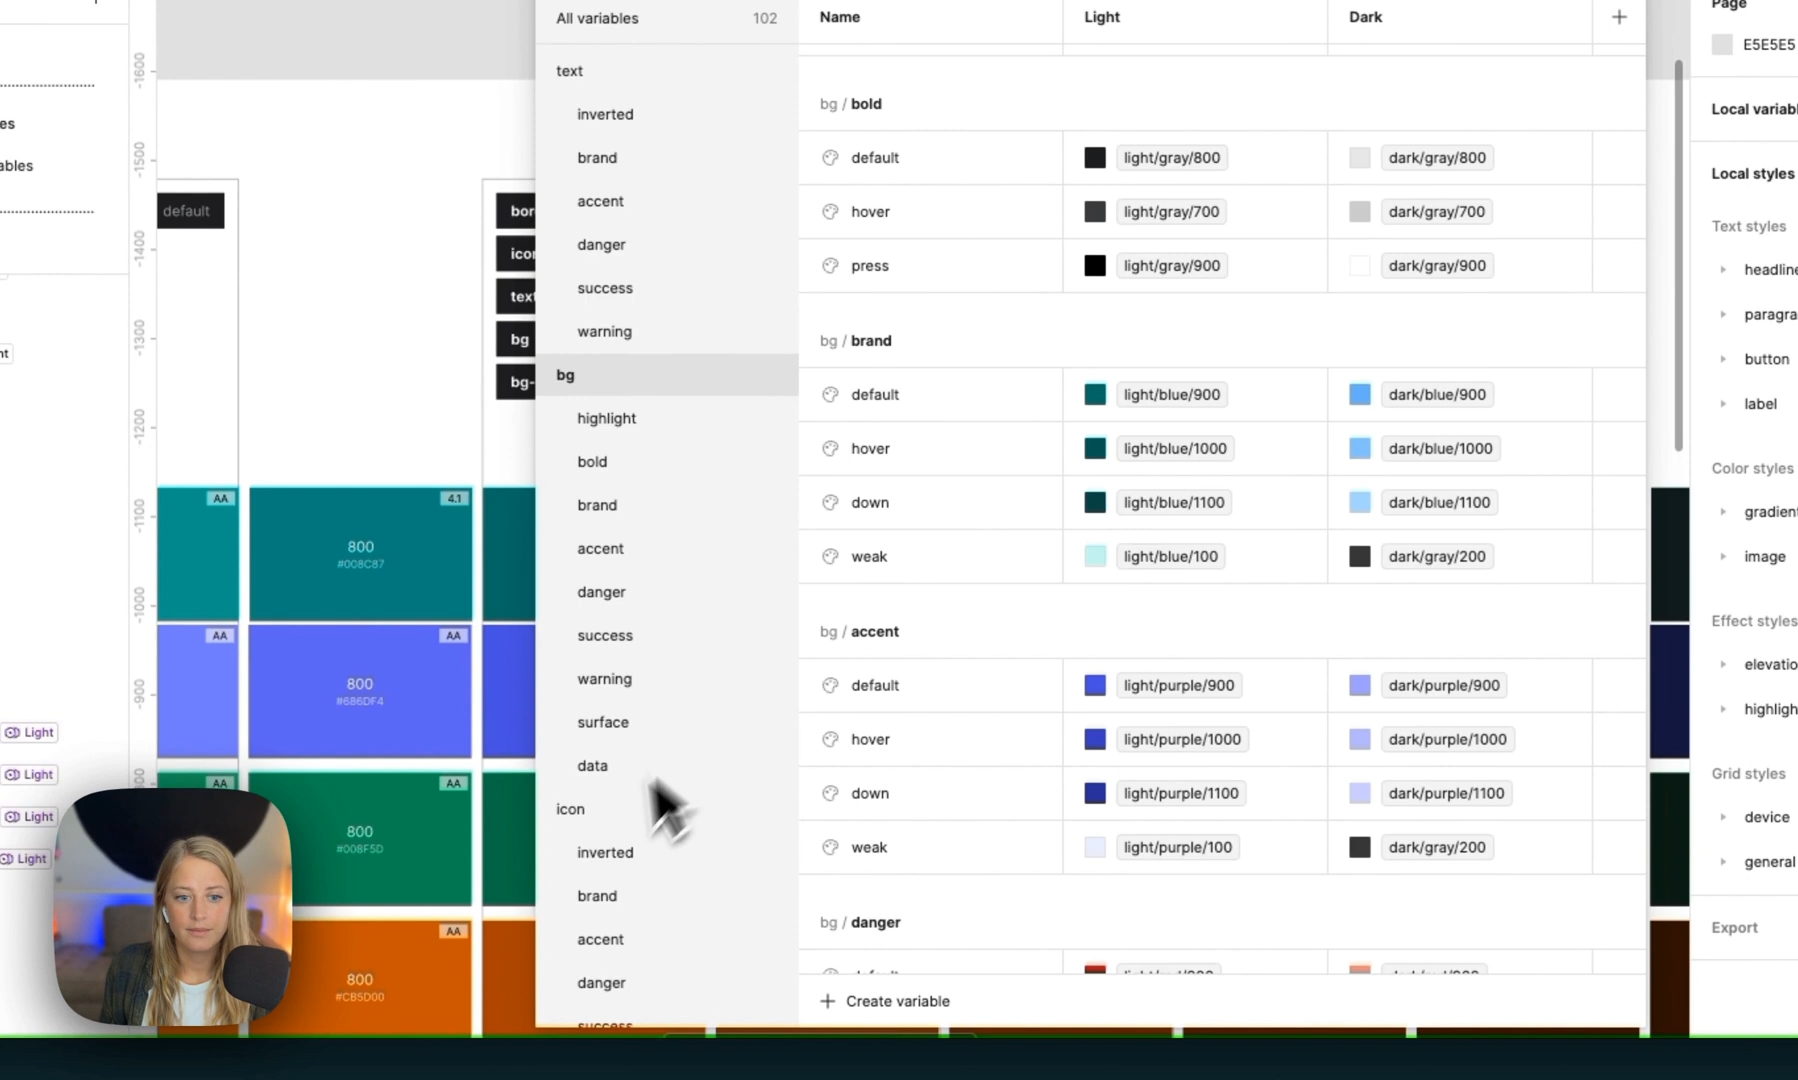 All variables 102
text
inverted
brand
accent
danger
success
warning
bg
highlight
bold
brand
accent
danger
success
warning
surface
data
icon
inverted
brand
accent
danger
success
Name Light Dark
bg / bold
default light/gray/800 dark/gray/800
hover light/gray/700 dark/gray/700
press light/gray/900 dark/gray/900
bg / brand
default light/blue/900 dark/blue/900
hover light/blue/1000 dark/blue/1000
down light/blue/1100 dark/blue/1100
weak light/blue/100 dark/gray/200
bg / accent
default light/purple/900 dark/purple/900
hover light/purple/1000 dark/purple/1000
down light/purple/1100 dark/purple/1100
weak light/purple/100 dark/gray/200
bg / danger
default
Create variable
Page
E5E5E5
Local variabl
Local styles
Text styles
headline
paragra
button
label
Color styles
gradient
image
Effect styles
elevatio
highligh
Grid styles
device
general
Export
es
ables
nt
Light
Light
Light
Light
-1600
-1500
-1400
-1300
-1200
-1100
-1000
-900
default
bor
icon
text
bg
bg-
AA
4.1
800
#008C87
AA
AA
800
#686DF4
AA
AA
800
#008F5D
AA
800
#CB5D00